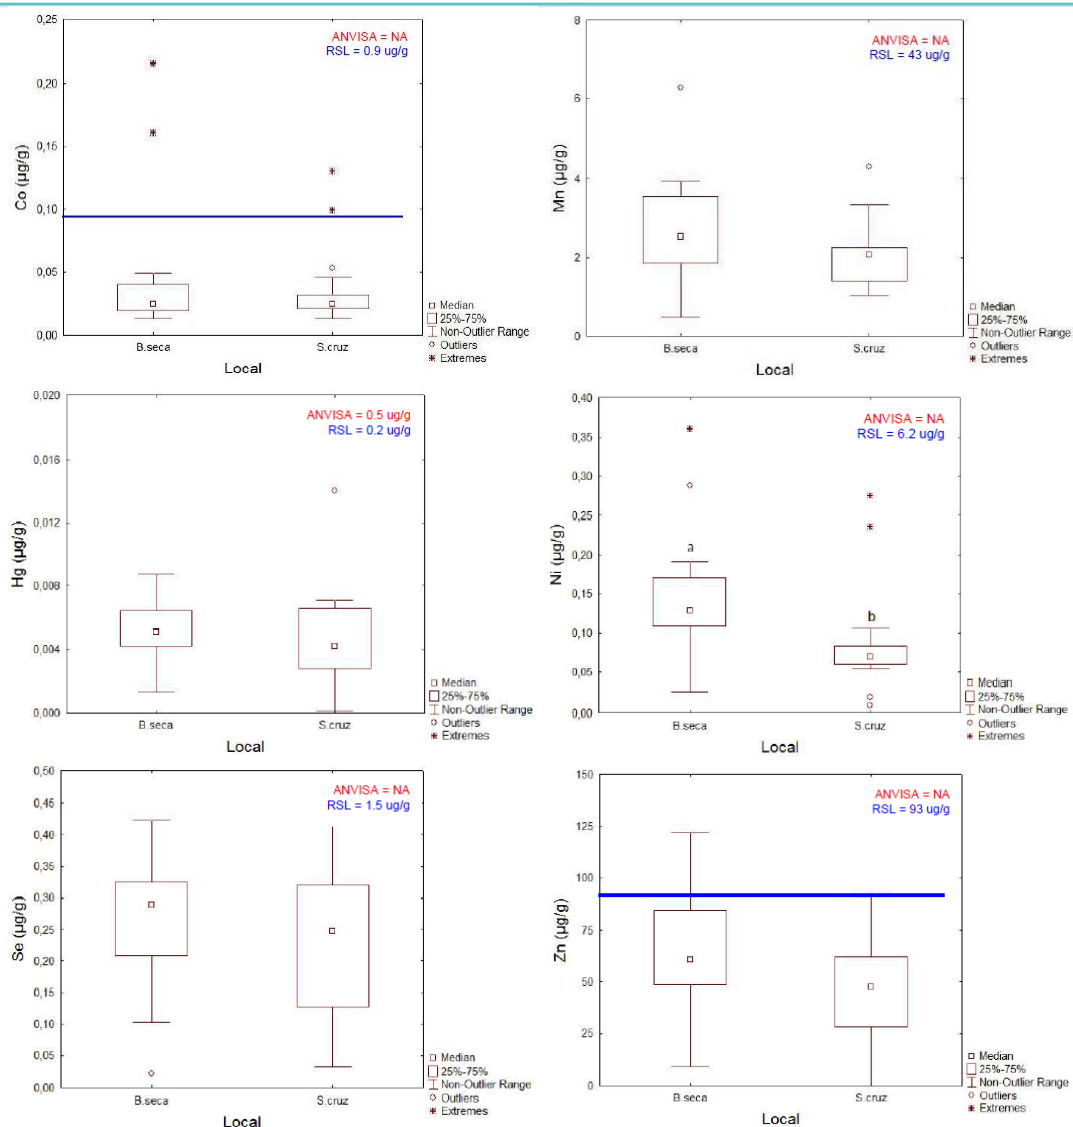 0,25
0,20
0,15
0,10
0,05
0,00
Co (µg/g)
ANVISA = NA
RSL = 0.9 ug/g
B.seca
S.cruz
Local
Median
25%-75%
Non-Outlier Range
Outliers
Extremes
8
6
4
2
0
Mn (µg/g)
ANVISA = NA
RSL = 43 ug/g
B.seca
S.cruz
Local
Median
25%-75%
Non-Outlier Range
Outliers
Extremes
0,020
0,016
0,012
0,008
0,004
0,000
Hg (µg/g)
ANVISA = 0.5 ug/g
RSL = 0.2 ug/g
B.seca
S.cruz
Local
Median
25%-75%
Non-Outlier Range
Outliers
Extremes
0,40
0,35
0,30
0,25
0,20
0,15
0,10
0,05
0,00
Ni (µg/g)
ANVISA = NA
RSL = 6.2 ug/g
a
b
B.seca
S.cruz
Local
Median
25%-75%
Non-Outlier Range
Outliers
Extremes
0,50
0,45
0,40
0,35
0,30
0,25
0,20
0,15
0,10
0,05
0,00
Se (µg/g)
ANVISA = NA
RSL = 1.5 ug/g
B.seca
S.cruz
Local
Median
25%-75%
Non-Outlier Range
Outliers
Extremes
150
125
100
75
50
25
0
Zn (µg/g)
ANVISA = NA
RSL = 93 ug/g
B.seca
S.cruz
Local
Median
25%-75%
Non-Outlier Range
Outliers
Extremes